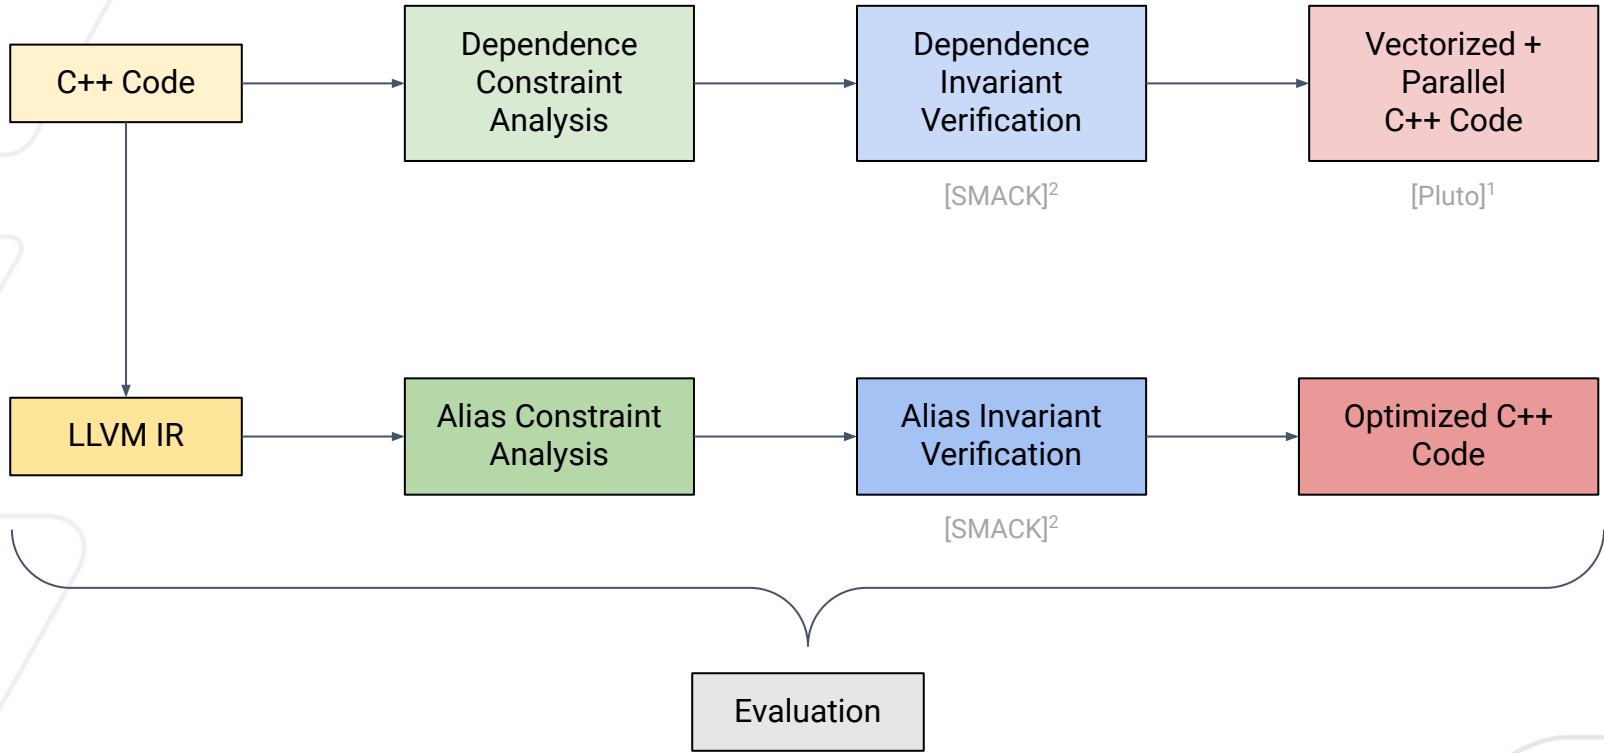 C++ Code
Dependence
Constraint
Analysis
Dependence
Invariant
Verification
[SMACK]²
Vectorized +
Parallel
C++ Code
[Pluto]¹
LLVM IR
Alias Constraint
Analysis
Alias Invariant
Verification
[SMACK]²
Optimized C++
Code
Evaluation